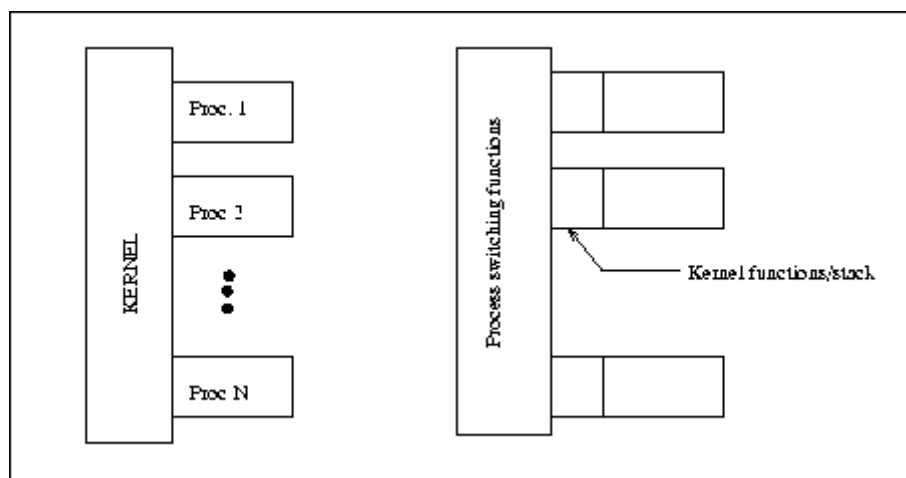 KERNEL
Proc. 1
Proc 2
Proc N
Process switching functions
Kernel functions/stack